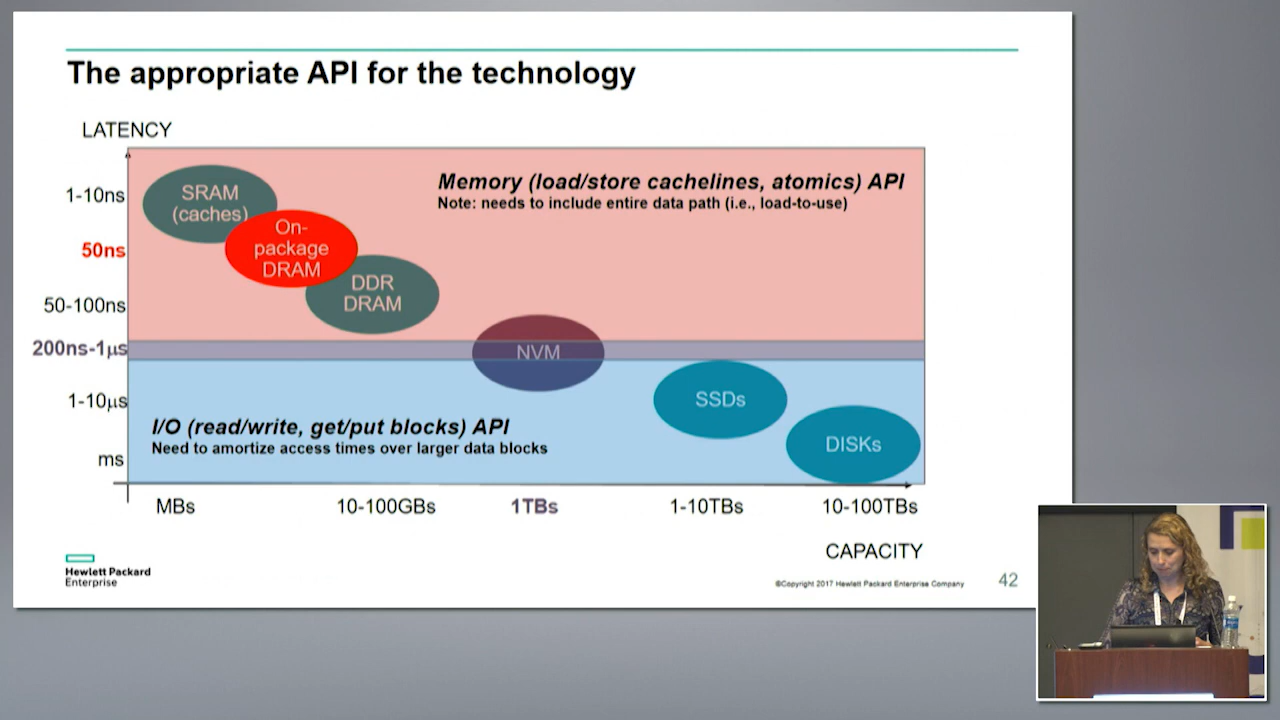 The appropriate API for the technology
LATENCY
1-10ns
50ns
50-100ns
200ns-1µs
1-10µs
ms
SRAM
(caches)
On-
package
DRAM
DDR
DRAM
NVM
SSDs
DISKs
Memory (load/store cachelines, atomics) API
Note: needs to include entire data path (i.e., load-to-use)
I/O (read/write, get/put blocks) API
Need to amortize access times over larger data blocks
MBs
10-100GBs
1TBs
1-10TBs
10-100TBs
CAPACITY
Hewlett Packard
Enterprise
©Copyright 2017 Hewlett Packard Enterprise Company
42